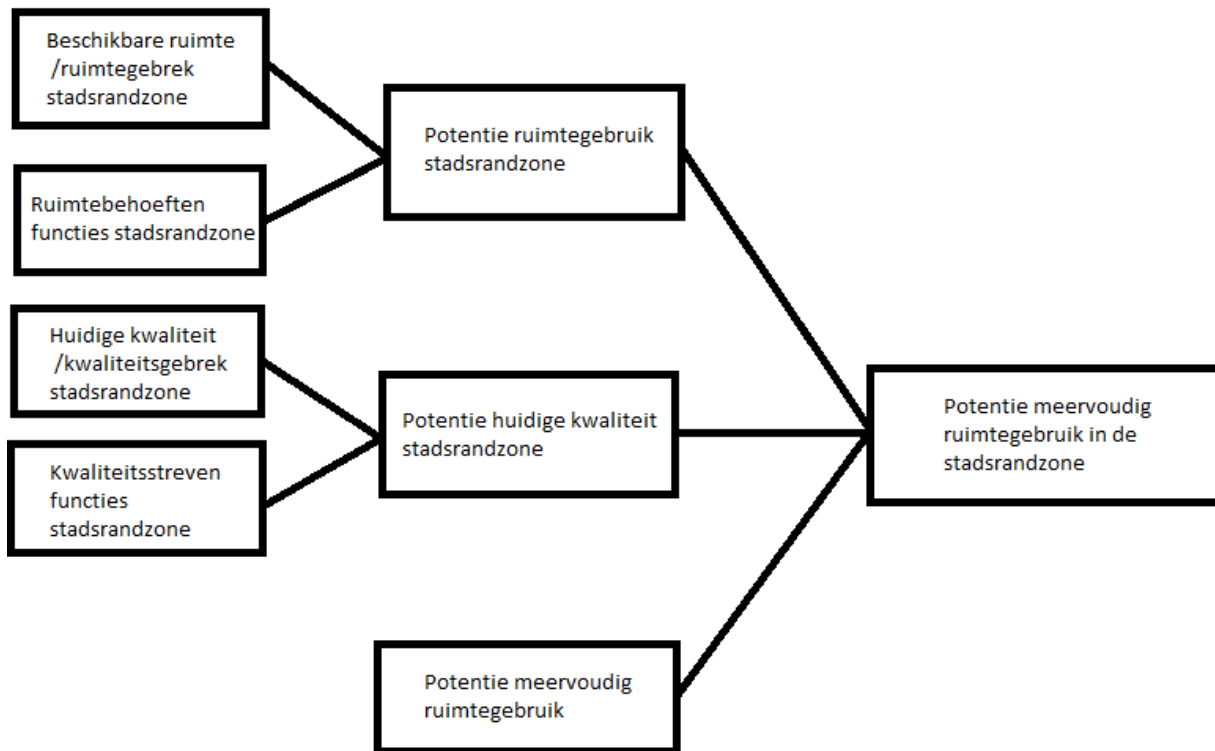 Beschikbare ruimte
/ruimtegebrek
stadsrandzone
Ruimtebehoeften
functies stadsrandzone
Huidige kwaliteit
/kwaliteitsgebrek
stadsrandzone
Kwaliteitsstreven
functies
stadsrandzone
Potentie ruimtegebruik
stadsrandzone
Potentie huidige kwaliteit
stadsrandzone
Potentie meervoudig
ruimtegebruik
Potentie meervoudig
ruimtegebruik in de
stadsrandzone